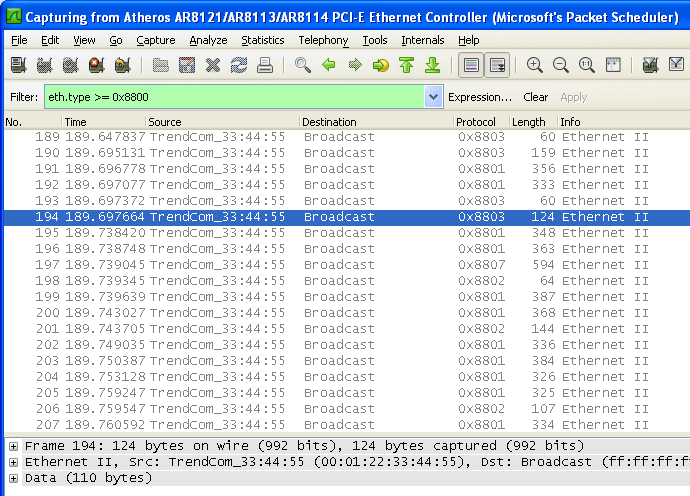 Capturing from Atheros AR8121/AR8113/AR8114 PCI-E Ethernet Controller (Microsoft's Packet Scheduler)
File Edit View Go Capture Analyze Statistics Telephony Tools Internals Help
Filter: eth.type >= 0x8800 Expression... Clear Apply
No. Time Source Destination Protocol Length Info
189 189.647837 TrendCom_33:44:55 Broadcast 0x8803 60 Ethernet II
190 189.695131 TrendCom_33:44:55 Broadcast 0x8803 159 Ethernet II
191 189.696778 TrendCom_33:44:55 Broadcast 0x8801 356 Ethernet II
192 189.697077 TrendCom_33:44:55 Broadcast 0x8801 333 Ethernet II
193 189.697372 TrendCom_33:44:55 Broadcast 0x8803 60 Ethernet II
194 189.697664 TrendCom_33:44:55 Broadcast 0x8803 124 Ethernet II
195 189.738420 TrendCom_33:44:55 Broadcast 0x8801 348 Ethernet II
196 189.738748 TrendCom_33:44:55 Broadcast 0x8801 363 Ethernet II
197 189.739045 TrendCom_33:44:55 Broadcast 0x8807 594 Ethernet II
198 189.739345 TrendCom_33:44:55 Broadcast 0x8802 64 Ethernet II
199 189.739639 TrendCom_33:44:55 Broadcast 0x8801 387 Ethernet II
200 189.743027 TrendCom_33:44:55 Broadcast 0x8801 368 Ethernet II
201 189.743705 TrendCom_33:44:55 Broadcast 0x8802 144 Ethernet II
202 189.749035 TrendCom_33:44:55 Broadcast 0x8801 336 Ethernet II
203 189.750387 TrendCom_33:44:55 Broadcast 0x8801 384 Ethernet II
204 189.753128 TrendCom_33:44:55 Broadcast 0x8801 326 Ethernet II
205 189.759247 TrendCom_33:44:55 Broadcast 0x8801 325 Ethernet II
206 189.759547 TrendCom_33:44:55 Broadcast 0x8802 107 Ethernet II
207 189.760592 TrendCom_33:44:55 Broadcast 0x8801 334 Ethernet II
Frame 194: 124 bytes on wire (992 bits), 124 bytes captured (992 bits)
Ethernet II, Src: TrendCom_33:44:55 (00:01:22:33:44:55), Dst: Broadcast (ff:ff:ff:ff
Data (110 bytes)